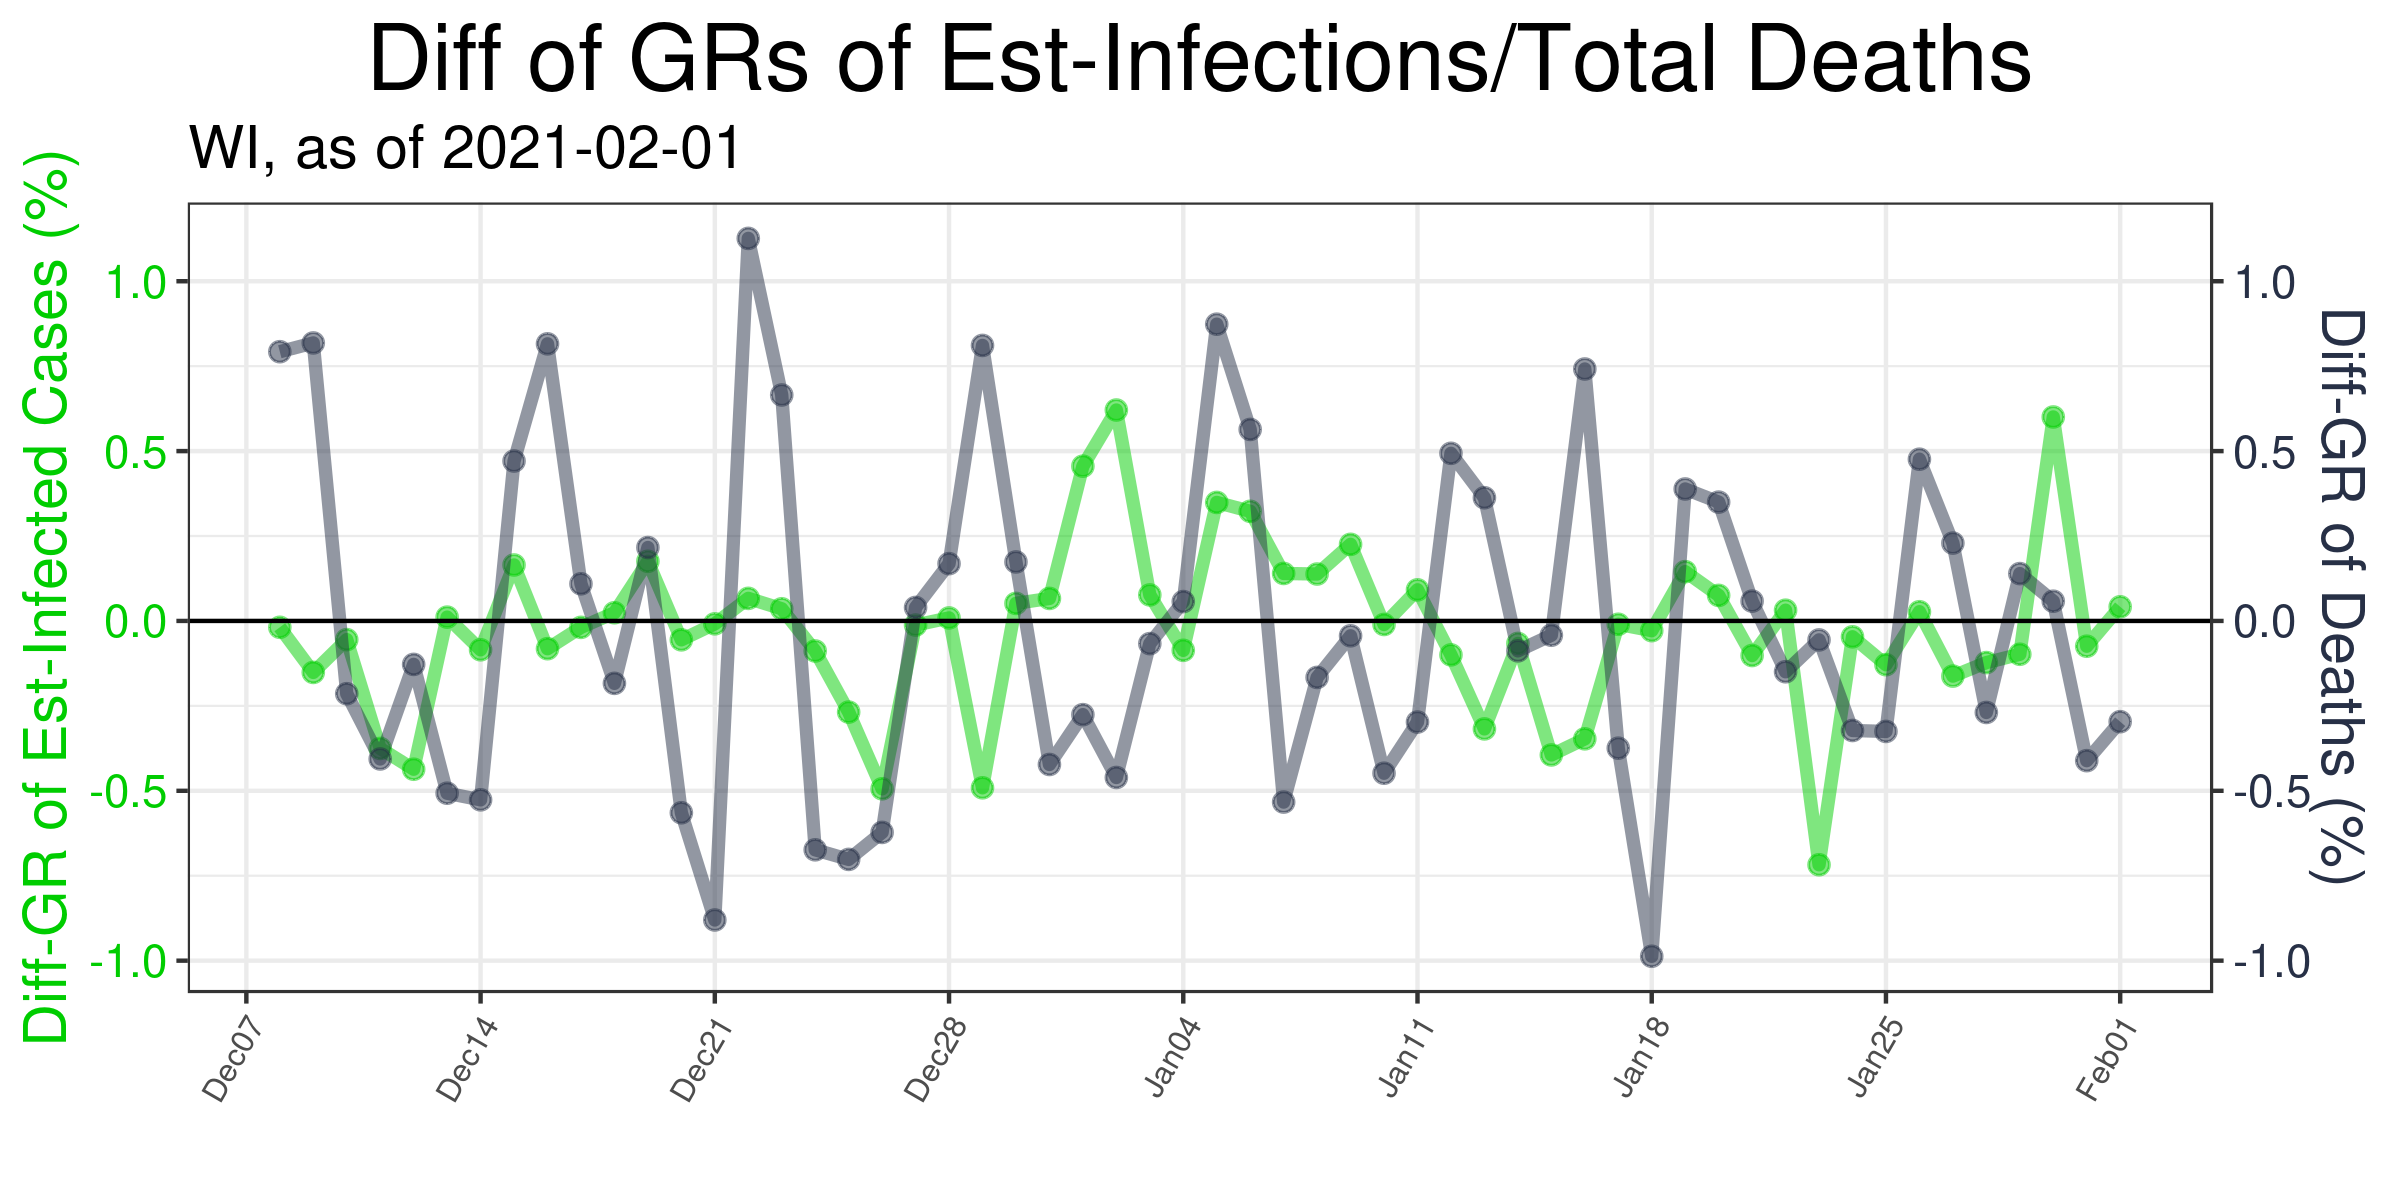 Diff of GRs of Est-Infections/Total Deaths
WI, as of 2021-02-01
Diff-GR of Est-Infected Cases (%)
1.0
0.5
0.0
-0.5
-1.0
1.0
0.5
0.0
-0.5
-1.0
Diff-GR of Deaths (%)
Dec07
Dec14
Dec21
Dec28
Jan04
Jan11
Jan18
Jan25
Feb01